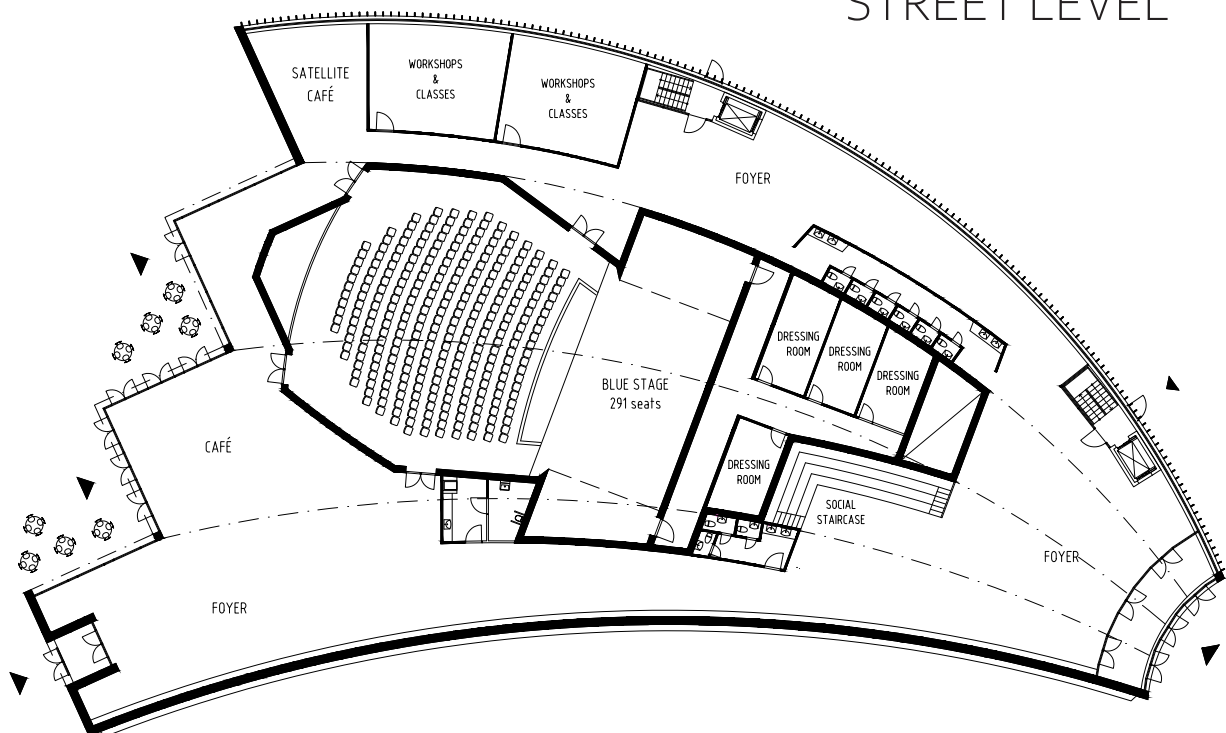 STREET LEVEL
SATELLITE
CAFÉ
WORKSHOPS
&
CLASSES
WORKSHOPS
&
CLASSES
FOYER
DRESSING
ROOM
DRESSING
ROOM
DRESSING
ROOM
BLUE STAGE
291 seats
CAFÉ
DRESSING
ROOM
SOCIAL
STAIRCASE
FOYER
FOYER